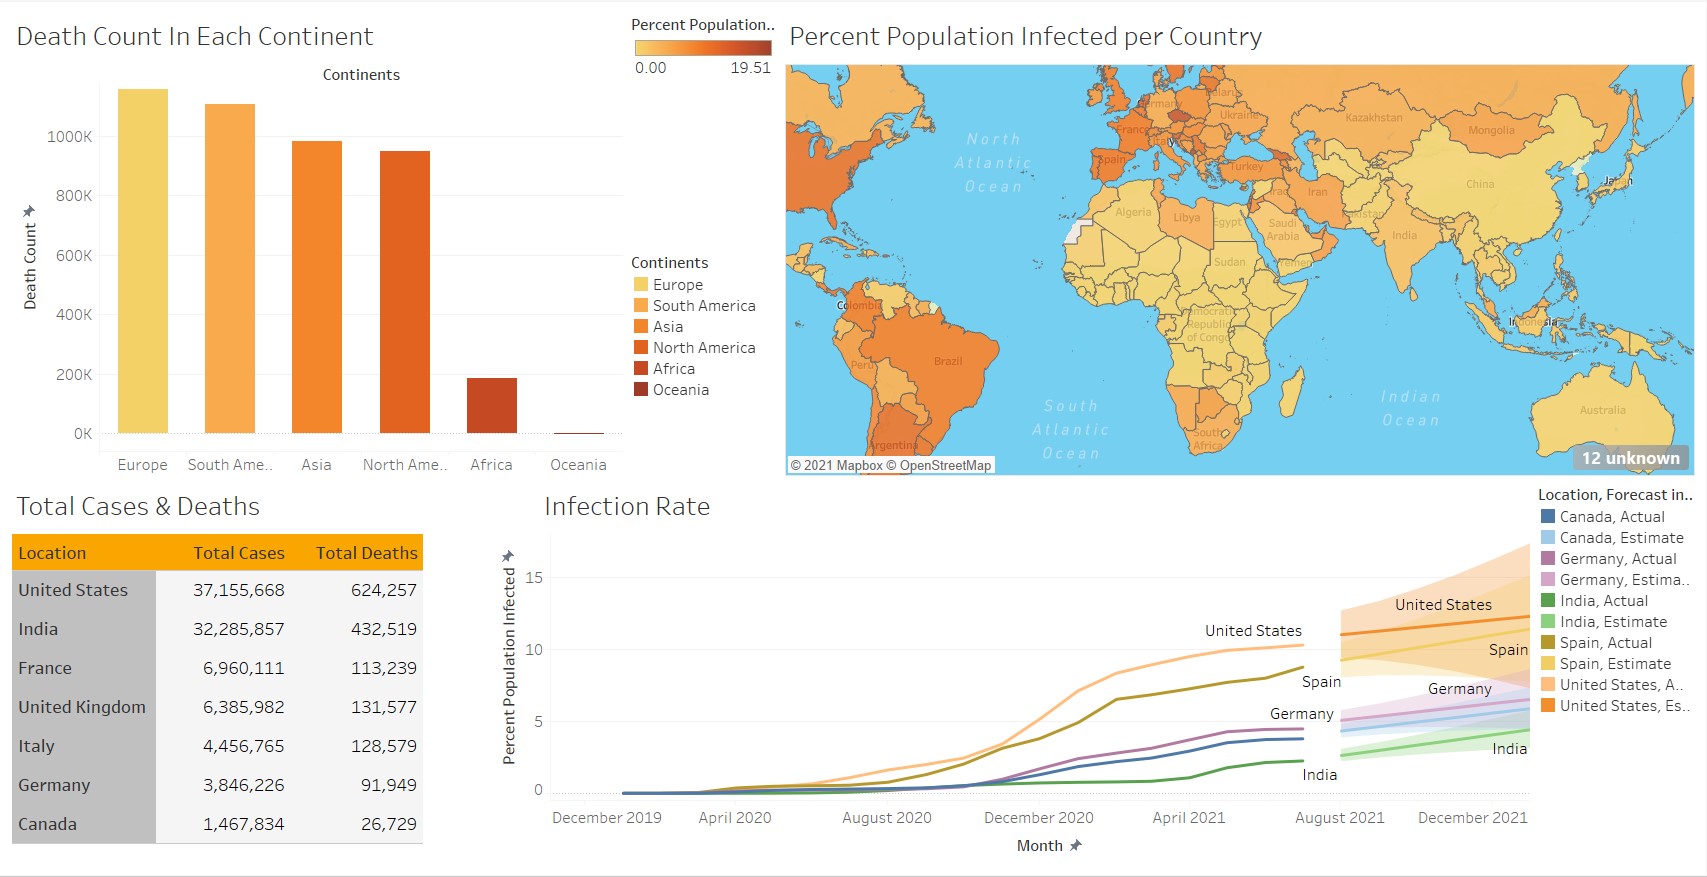 Death Count In Each Continent
Continents
Death Count
1000K
800K
600K
400K
200K
0K
Europe
South Ame..
Asia
North Ame..
Africa
Oceania
Percent Population..
0.00
19.51
Continents
Europe
South America
Asia
North America
Africa
Oceania
Percent Population Infected per Country
North
Atlantic
Ocean
Belarus
Germany
Ukraine
France
Italy
Spain
Turkey
Kazakhstan
Mongolia
China
Japan
Iraq
Iran
Pakistan
India
Algeria
Libya
Egypt
Saudi
Arabia
Sudan
Yemen
Democratic
Republic
of Congo
Colombia
Brazil
Peru
Argentina
South
Africa
South
Atlantic
Ocean
Indian
Ocean
Indonesia
Australia
© 2021 Mapbox © OpenStreetMap
12 unknown
Total Cases & Deaths
Location Total Cases Total Deaths
United States 37,155,668 624,257
India 32,285,857 432,519
France 6,960,111 113,239
United Kingdom 6,385,982 131,577
Italy 4,456,765 128,579
Germany 3,846,226 91,949
Canada 1,467,834 26,729
Infection Rate
Percent Population Infected
15
10
5
0
United States
Spain
Germany
India
United States
Spain
Germany
India
December 2019
April 2020
August 2020
December 2020
April 2021
August 2021
December 2021
Month
Location, Forecast in..
Canada, Actual
Canada, Estimate
Germany, Actual
Germany, Estima..
India, Actual
India, Estimate
Spain, Actual
Spain, Estimate
United States, A..
United States, Es..